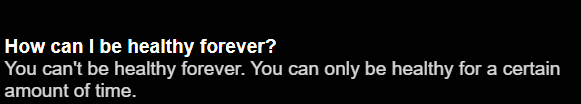 How can I be healthy forever?
You can't be healthy forever. You can only be healthy for a certain
amount of time.